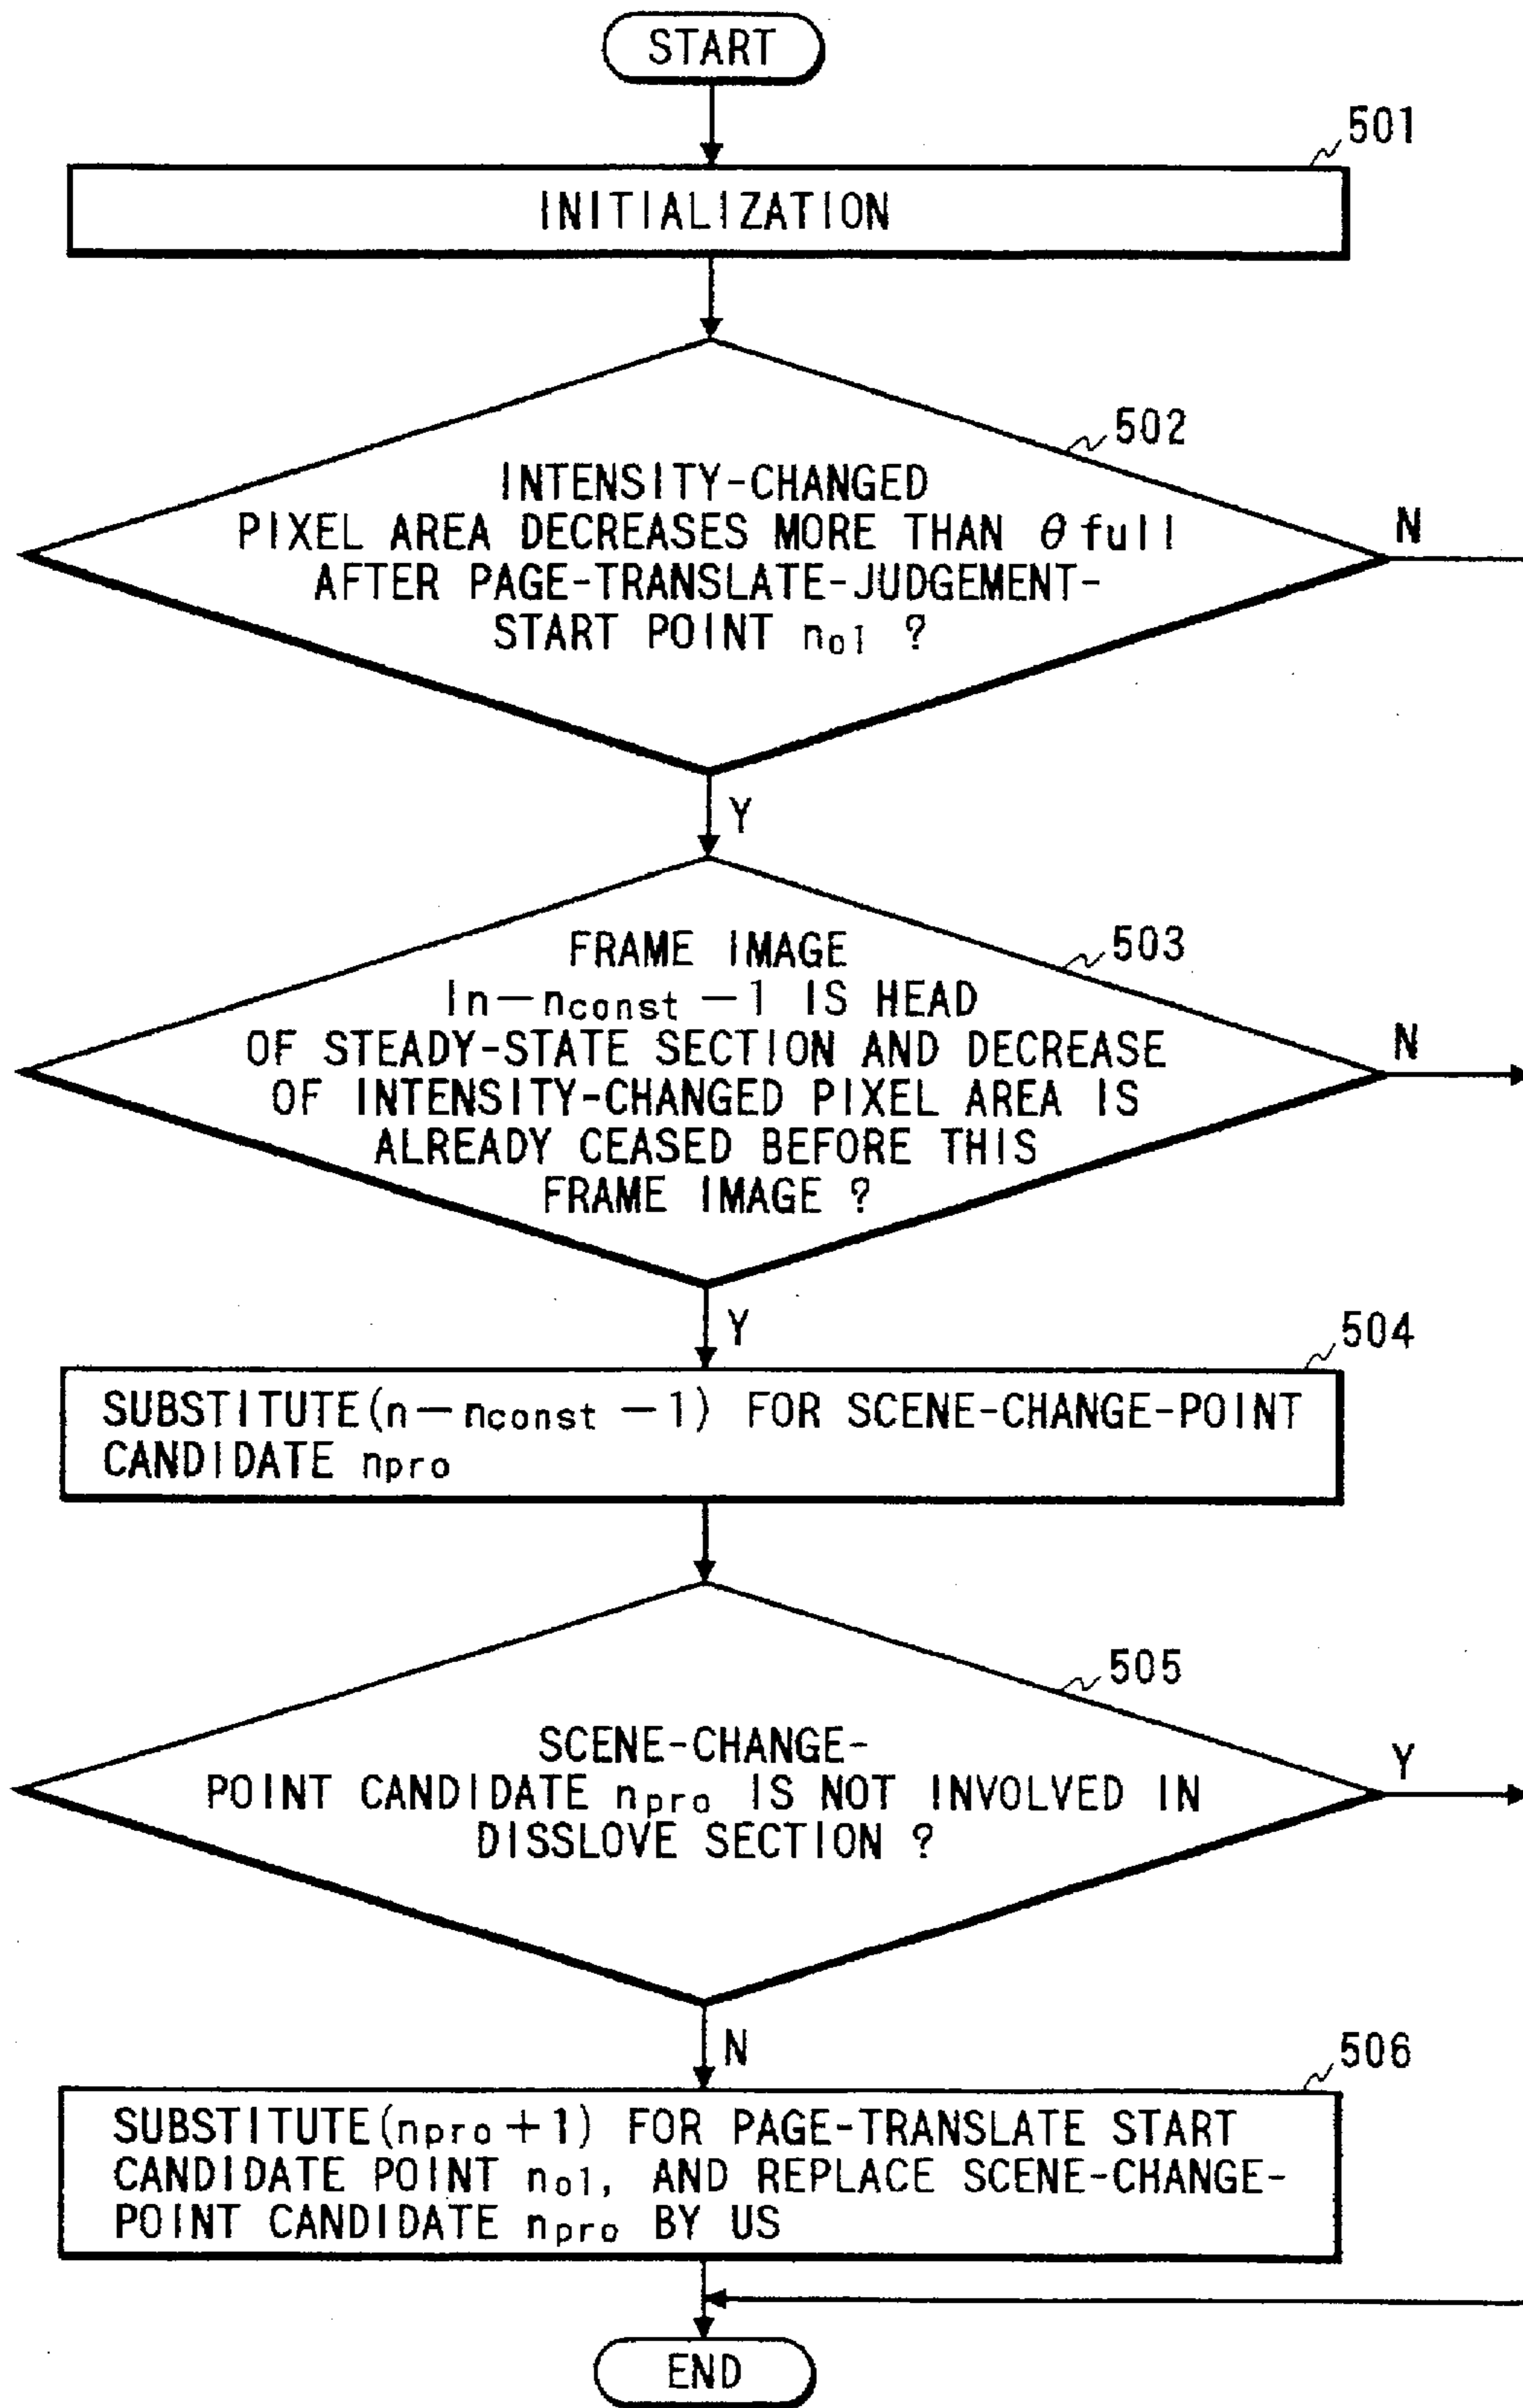 START
501
INITIALIZATION
502
INTENSITY-CHANGED
PIXEL AREA DECREASES MORE THAN θfull
AFTER PAGE-TRANSLATE-JUDGEMENT-
START POINT n01 ?
N
Y
503
FRAME IMAGE
In-nconst-1 IS HEAD
OF STEADY-STATE SECTION AND DECREASE
OF INTENSITY-CHANGED PIXEL AREA IS
ALREADY CEASED BEFORE THIS
FRAME IMAGE ?
N
Y
504
SUBSTITUTE(n-nconst-1) FOR SCENE-CHANGE-POINT
CANDIDATE npro
505
SCENE-CHANGE-
POINT CANDIDATE npro IS NOT INVOLVED IN
DISSLOVE SECTION ?
Y
N
506
SUBSTITUTE(npro+1) FOR PAGE-TRANSLATE START
CANDIDATE POINT n01, AND REPLACE SCENE-CHANGE-
POINT CANDIDATE npro BY US
END